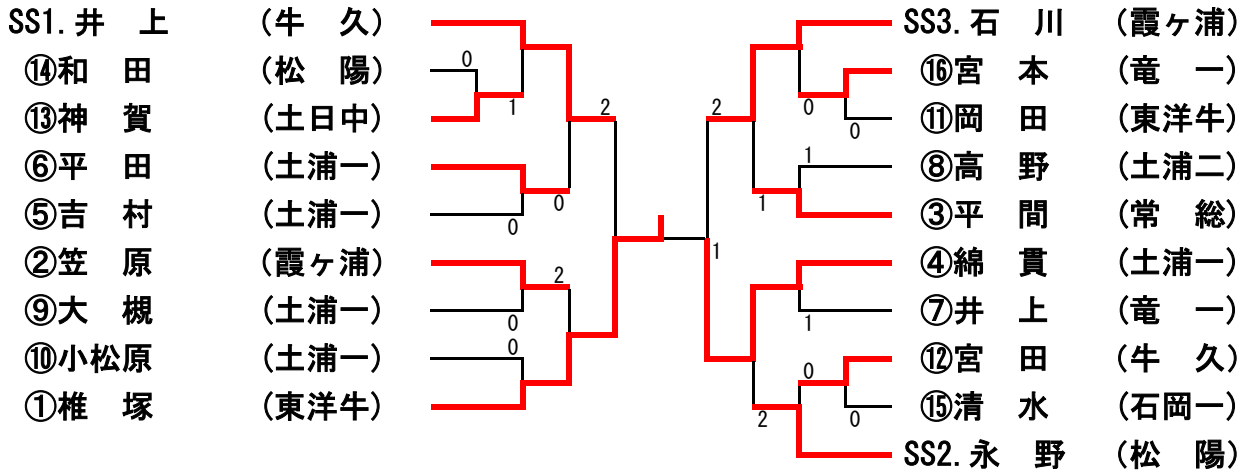 SS1. 井　上　(牛　久)
⑭和　田　(松　陽)
⑬神　賀　(土日中)
⑥平　田　(土浦一)
⑤吉　村　(土浦一)
②笠　原　(霞ヶ浦)
⑨大　槻　(土浦一)
⑩小松原　(土浦一)
①椎　塚　(東洋牛)
0
1
2
0
0
2
0
0
2
0
0
1
1
1
1
0
2
0
SS3. 石　川　(霞ヶ浦)
⑯宮　本　(竜　一)
⑪岡　田　(東洋牛)
⑧高　野　(土浦二)
③平　間　(常　総)
④綿　貫　(土浦一)
⑦井　上　(竜　一)
⑫宮　田　(牛　久)
⑮清　水　(石岡一)
SS2. 永　野　(松　陽)